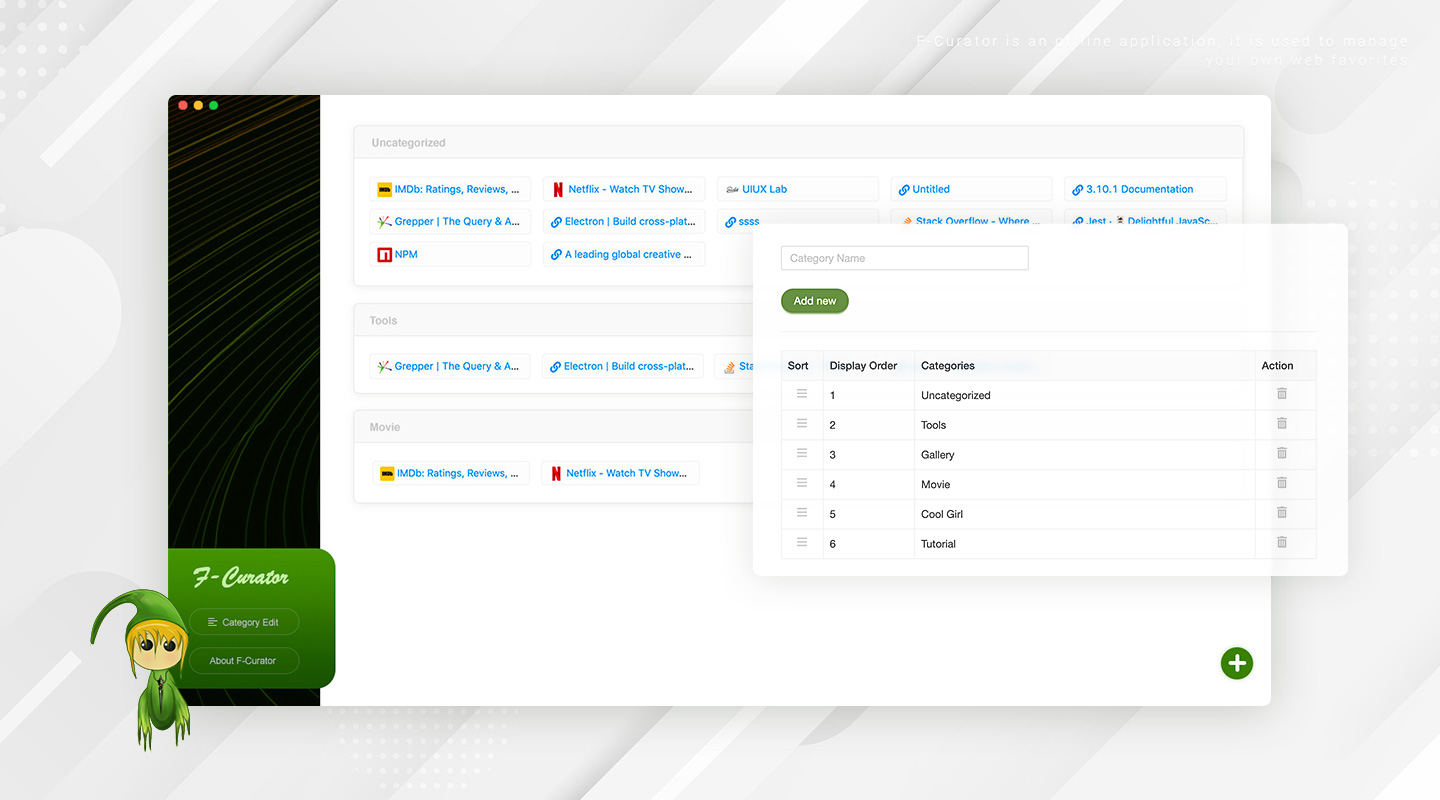 F-Curator is an offline application, it is used to manage
your own web favorites
Uncategorized
IMDb: Ratings, Reviews, ...
Netflix - Watch TV Show...
UIUX Lab
Untitled
3.10.1 Documentation
Grepper | The Query & A...
Electron | Build cross-plat...
ssss
Stack Overflow - Where ...
Jest · 🃏 Delightful JavaSc...
NPM
A leading global creative ...
Tools
Grepper | The Query & A...
Electron | Build cross-plat...
Sta
Movie
IMDb: Ratings, Reviews, ...
Netflix - Watch TV Show...
Category Name
Add new
Sort Display Order Categories Action
1 Uncategorized
2 Tools
3 Gallery
4 Movie
5 Cool Girl
6 Tutorial
F-Curator
Category Edit
About F-Curator